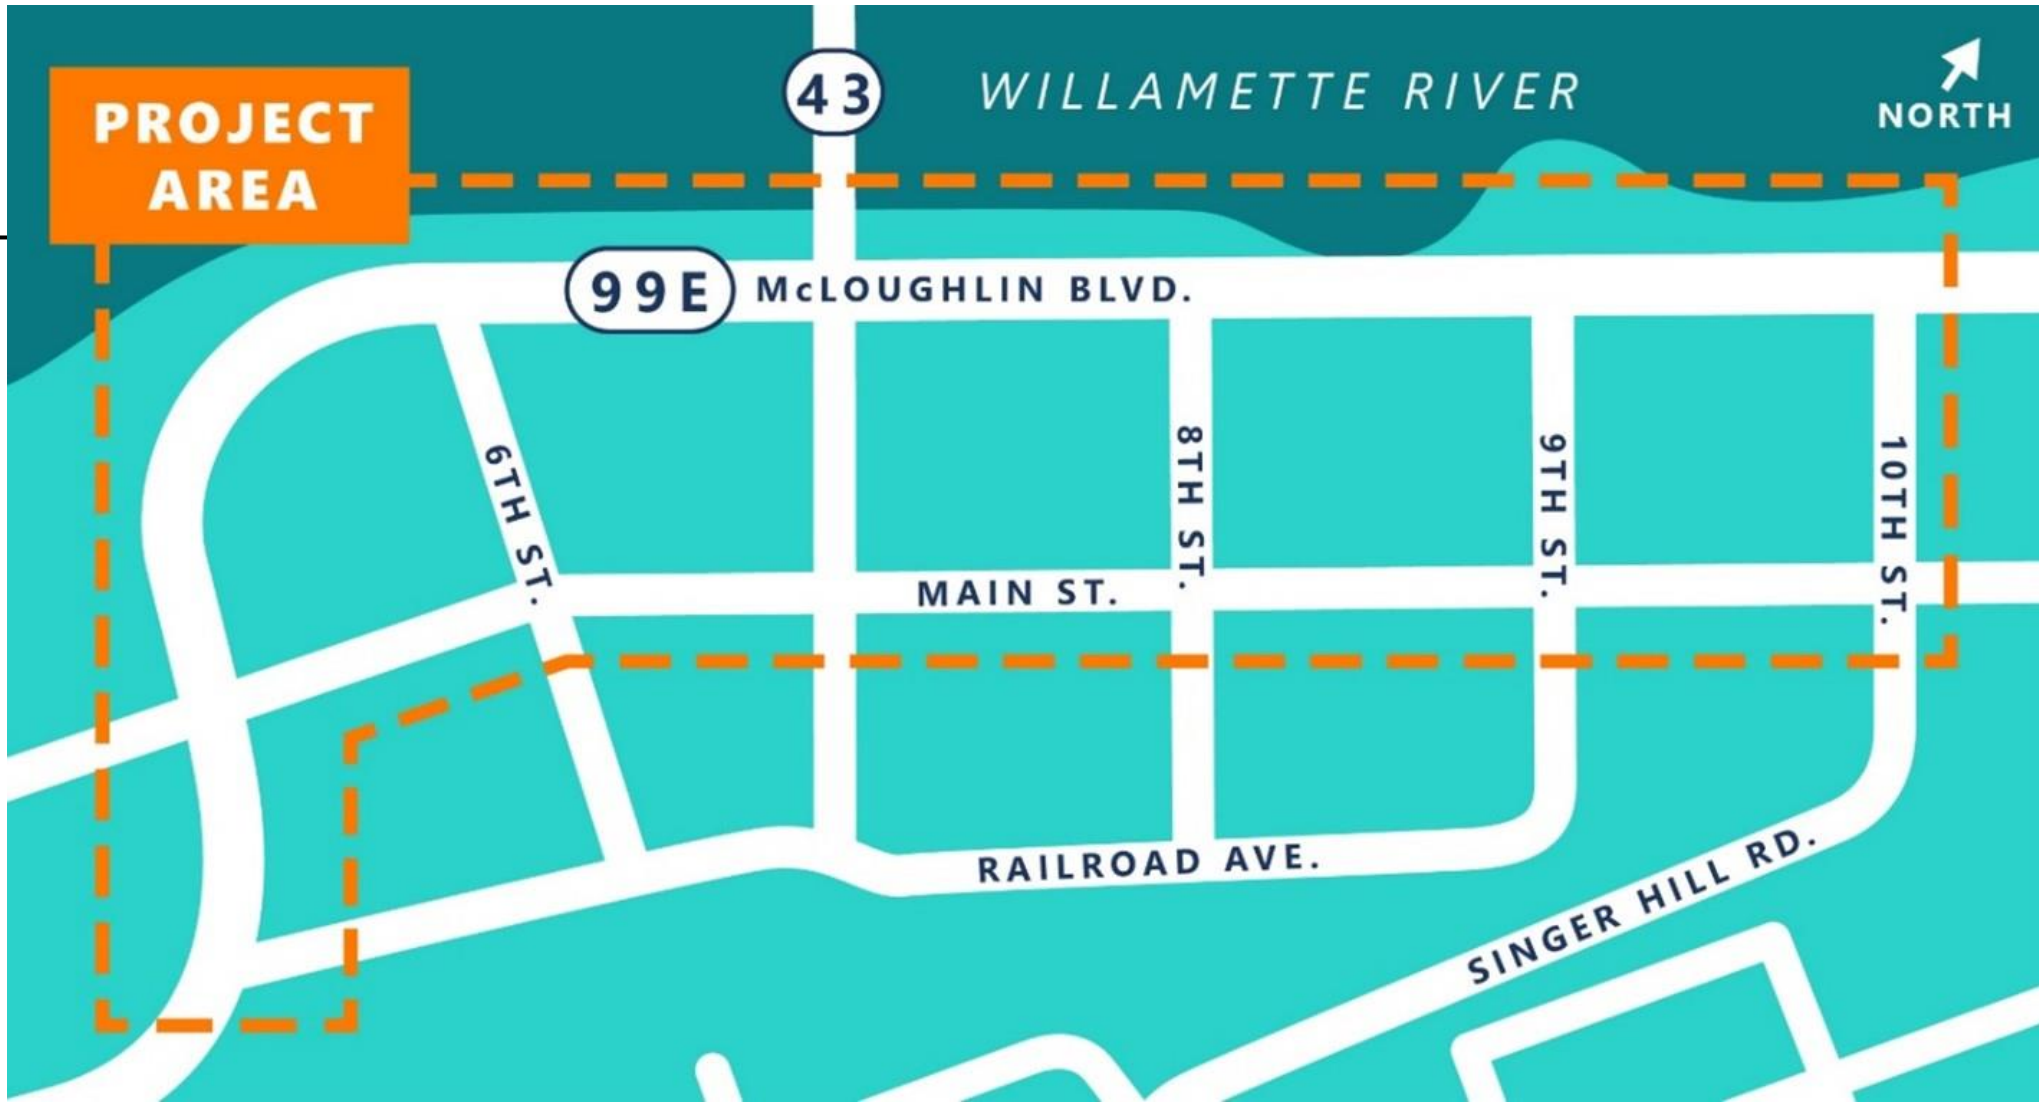 PROJECT
AREA
43
WILLAMETTE RIVER
NORTH
99E
McLOUGHLIN BLVD.
6TH ST.
8TH ST.
9TH ST.
10TH ST.
MAIN ST.
RAILROAD AVE.
SINGER HILL RD.